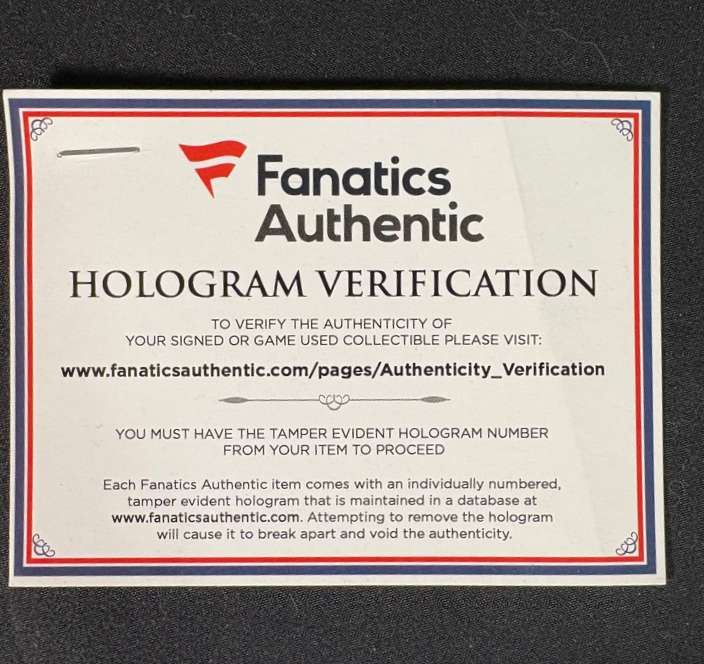 Fanatics
Authentic
HOLOGRAM VERIFICATION
TO VERIFY THE AUTHENTICITY OF
YOUR SIGNED OR GAME USED COLLECTIBLE PLEASE VISIT:
www.fanaticsauthentic.com/pages/Authenticity_Verification
YOU MUST HAVE THE TAMPER EVIDENT HOLOGRAM NUMBER
FROM YOUR ITEM TO PROCEED
Each Fanatics Authentic item comes with an individually numbered,
tamper evident hologram that is maintained in a database at
www.fanaticsauthentic.com. Attempting to remove the hologram
will cause it to break apart and void the authenticity.